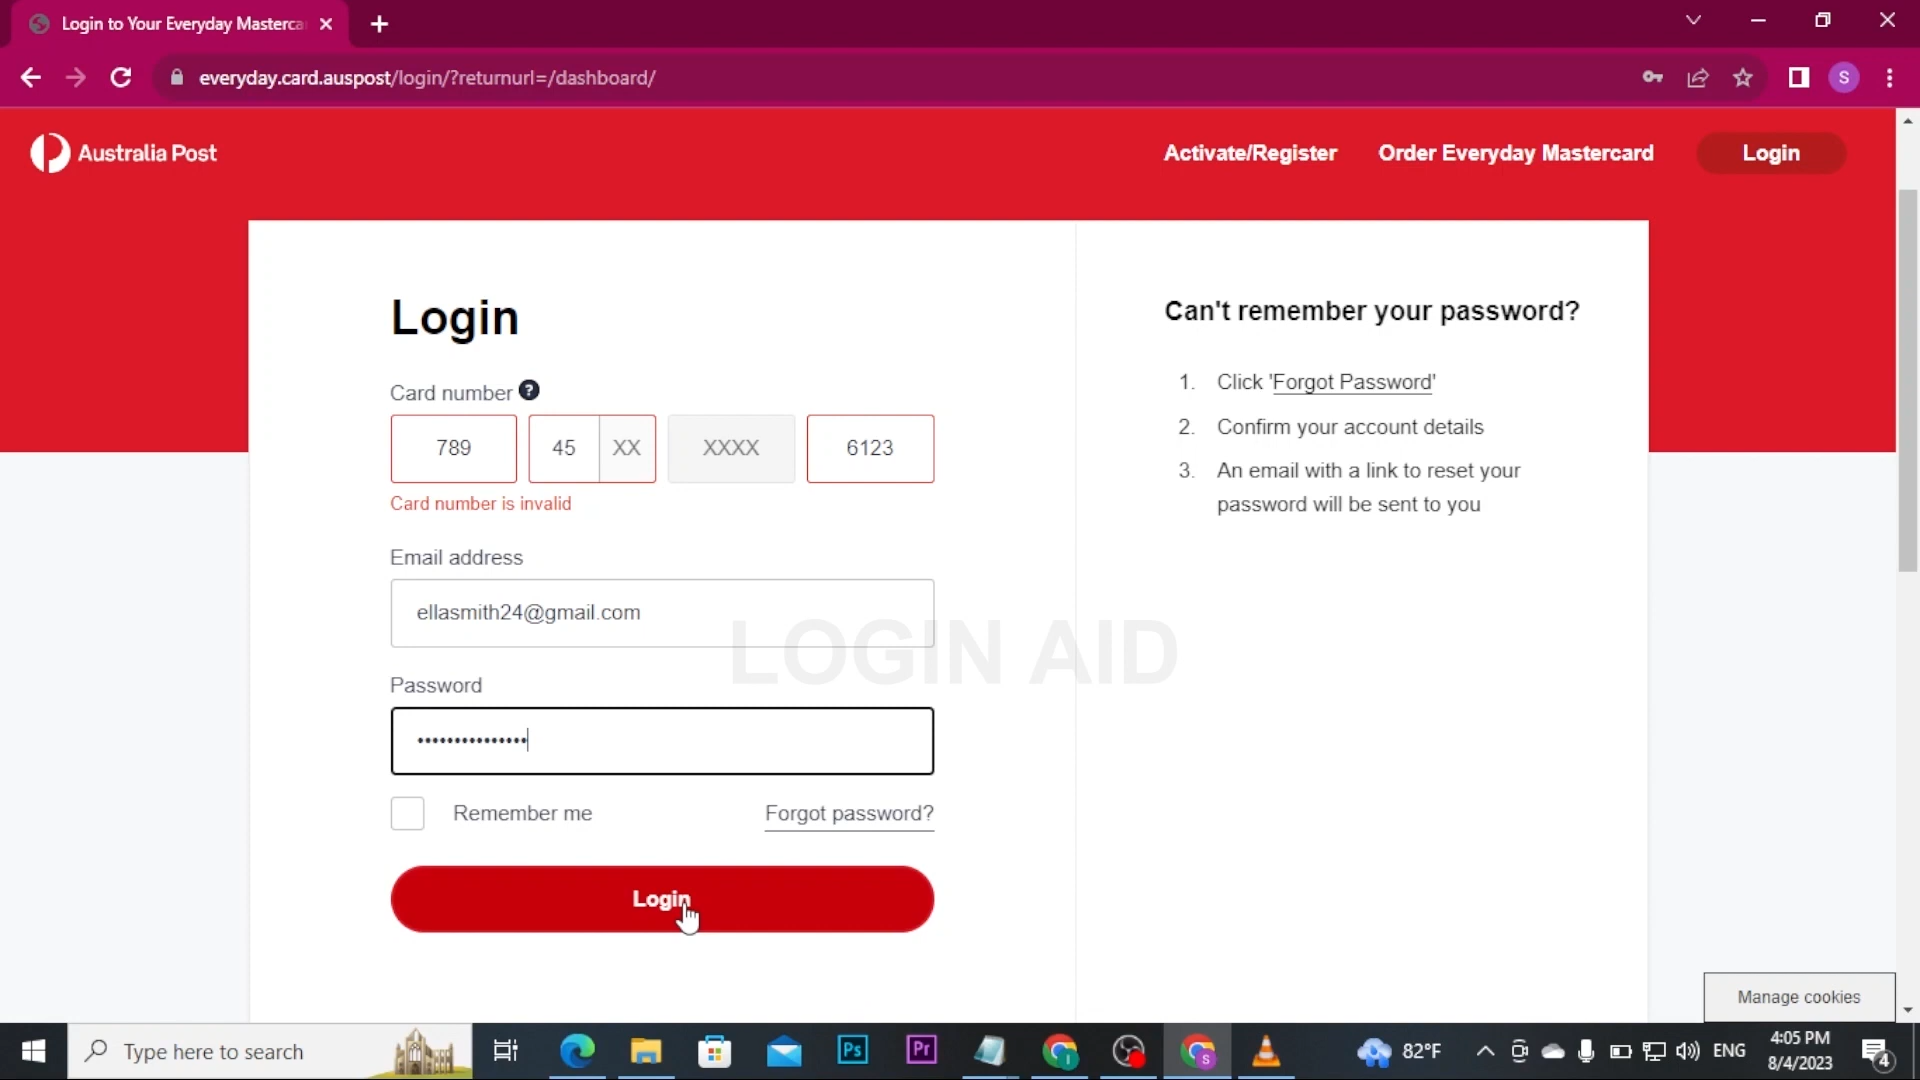 Login to Your Everyday Masterca
everyday.card.auspost/login/?returnurl=/dashboard/
S
Australia Post
Activate/Register
Order Everyday Mastercard
Login
Login
Card number ?
789
45
XX
XXXX
6123
Card number is invalid
Email address
ellasmith24@gmail.com
Password
•••••••••••••••
Remember me
Forgot password?
Login
Can't remember your password?
1. Click 'Forgot Password'
2. Confirm your account details
3. An email with a link to reset your
password will be sent to you
LOGIN AID
Manage cookies
Type here to search
Ps
Pr
I
S
82°F
ENG
4:05 PM
8/4/2023
4